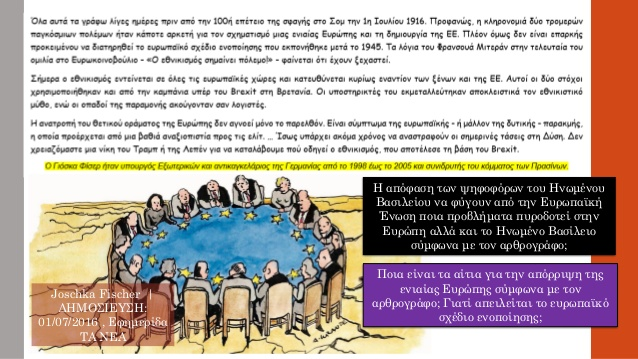 Όλα αυτά τα γράφω λίγες ημέρες πριν από την 100ή επέτειο της σφαγής στο Σομ την 1η Ιουλίου 1916. Προφανώς, η κληρονομιά δύο τρομερών
παγκοσμίων πολέμων ήταν κάποτε αρκετή για τον σχηματισμό μιας ενιαίας Ευρώπης και τη δημιουργία της ΕΕ. Πλέον όμως δεν είναι επαρκής
προκειμένου να διατηρηθεί το ευρωπαϊκό σχέδιο ενοποίησης που εκπονήθηκε μετά το 1945. Τα λόγια του Φρανσουά Μιτεράν στην τελευταία του
ομιλία στο Ευρωκοινοβούλιο - «Ο εθνικισμός σημαίνει πόλεμο!» - φαίνεται ότι έχουν ξεχαστεί.
Σήμερα ο εθνικισμός εντείνεται σε όλες τις ευρωπαϊκές χώρες και κατευθύνεται κυρίως εναντίον των ξένων και της ΕΕ. Αυτοί οι δύο στόχοι
χρησιμοποιήθηκαν και από την καμπάνια υπέρ του Brexit στη Βρετανία. Οι υποστηρικτές του εκμεταλλεύτηκαν αποκλειστικά τον εθνικιστικό
μύθο, ενώ οι οπαδοί της παραμονής ακούγονταν σαν λογιστές.
Η ανατροπή του θετικού οράματος της Ευρώπης δεν αγνοεί μόνο το παρελθόν. Είναι σύμπτωμα της ευρωπαϊκής - ή μάλλον της δυτικής - παρακμής,
η οποία προέρχεται από μια βαθιά αναξιοπιστία προς τις ελίτ. ... Ίσως υπάρχει ακόμα χρόνος να αναστραφούν οι σημερινές τάσεις στη Δύση. Δεν
χρειαζόμαστε μια νίκη του Τραμπ ή της Λεπέν για να καταλάβουμε πού οδηγεί ο εθνικισμός, που αποτέλεσε τη βάση του Brexit.
Ο Γιόσκα Φίσερ ήταν υπουργός Εξωτερικών και αντικαγκελάριος της Γερμανίας από το 1998 έως το 2005 και συνιδρυτής του κόμματος των Πρασίνων.
Η απόφαση των ψηφοφόρων του Ηνωμένου
Βασιλείου να φύγουν από την Ευρωπαϊκή
Ένωση ποια προβλήματα πυροδοτεί στην
Ευρώπη αλλά και το Ηνωμένο Βασίλειο
σύμφωνα με τον αρθρογράφο;
Ποια είναι τα αίτια για την απόρριψη της
ενιαίας Ευρώπης σύμφωνα με τον
αρθρογράφο; Γιατί απειλείται το ευρωπαϊκό
σχέδιο ενοποίησης;
Joschka Fischer |
ΔΗΜΟΣΙΕΥΣΗ:
01/07/2016 , Εφημερίδα
ΤΑ ΝΕΑ